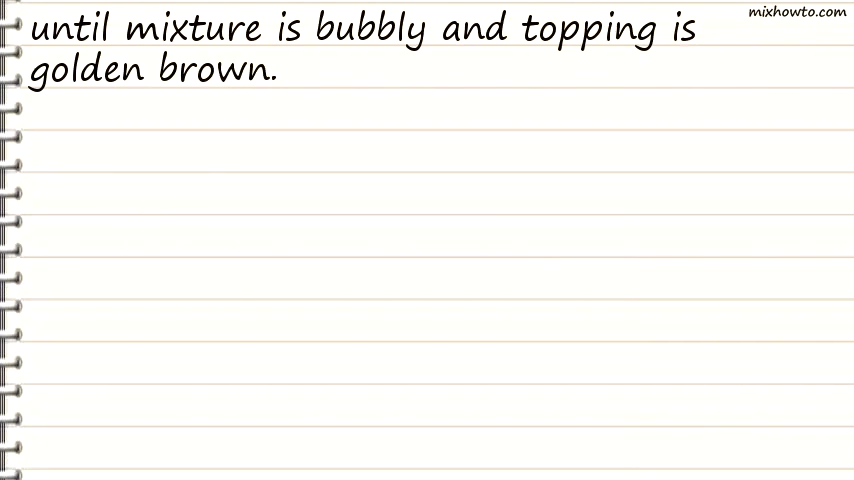 mixhowto.com
until mixture is bubbly and topping is
golden brown.